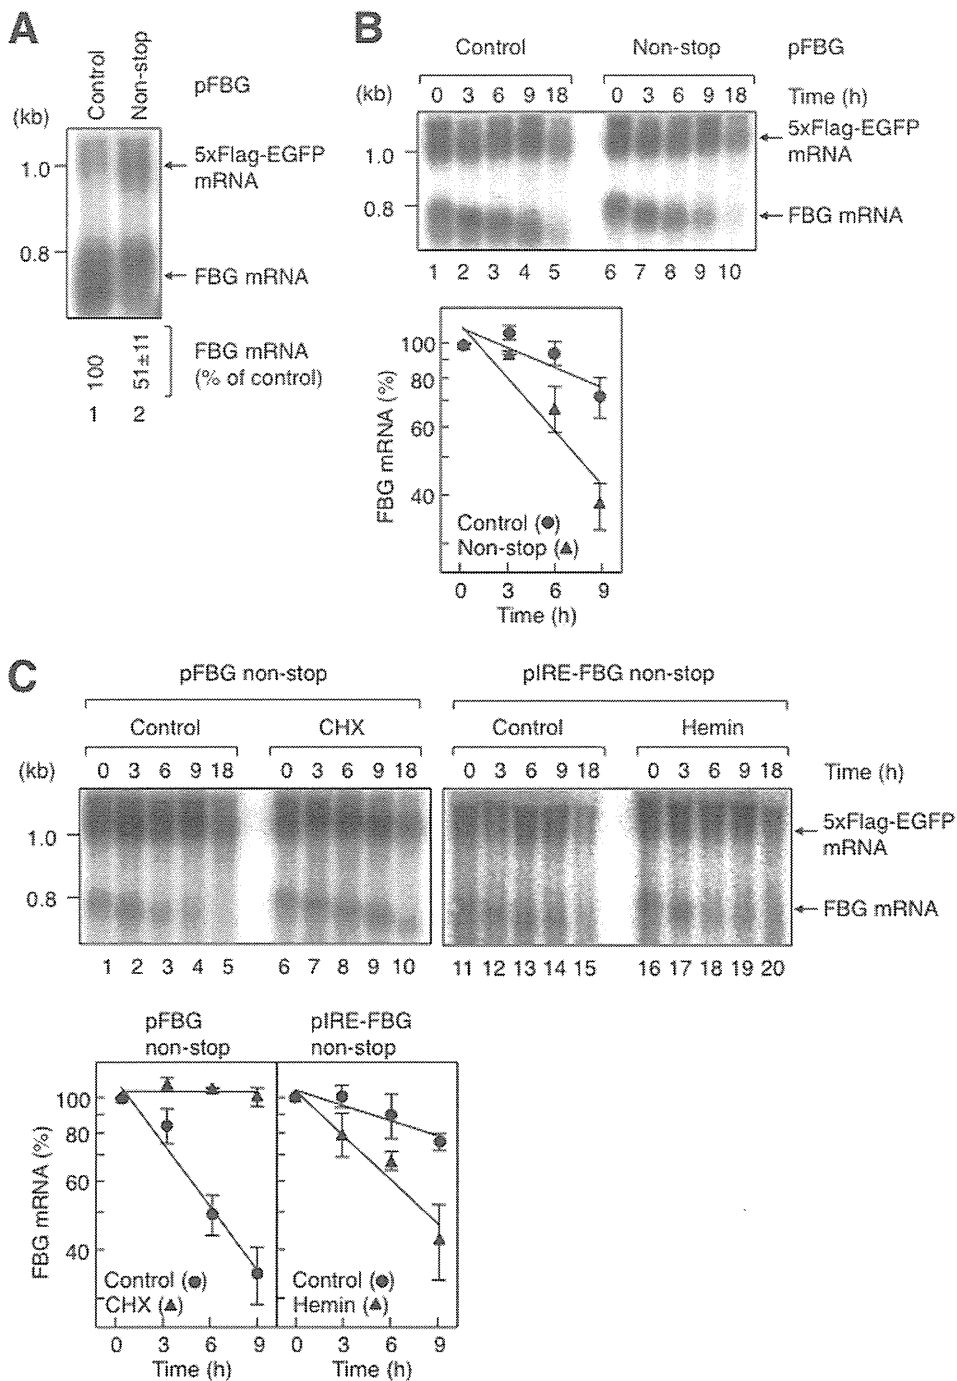 A
Control
Non-stop
pFBG
(kb)
1.0
0.8
5xFlag-EGFP
mRNA
FBG mRNA
100
51±11
FBG mRNA
(% of control)
1 2
B
Control Non-stop pFBG
(kb) 0 3 6 9 18 0 3 6 9 18 Time (h)
1.0
0.8
5xFlag-EGFP
mRNA
FBG mRNA
1 2 3 4 5 6 7 8 9 10
FBG mRNA (%)
100
80
60
40
Control (●)
Non-stop (▲)
0 3 6 9
Time (h)
C
pFBG non-stop pIRE-FBG non-stop
Control CHX Control Hemin
(kb) 0 3 6 9 18 0 3 6 9 18 0 3 6 9 18 0 3 6 9 18 Time (h)
1.0
0.8
5xFlag-EGFP
mRNA
FBG mRNA
1 2 3 4 5 6 7 8 9 10 11 12 13 14 15 16 17 18 19 20
pFBG
non-stop
pIRE-FBG
non-stop
FBG mRNA (%)
100
80
60
40
Control (●)
CHX (▲)
Control (●)
Hemin (▲)
0 3 6 9 0 3 6 9
Time (h) Time (h)